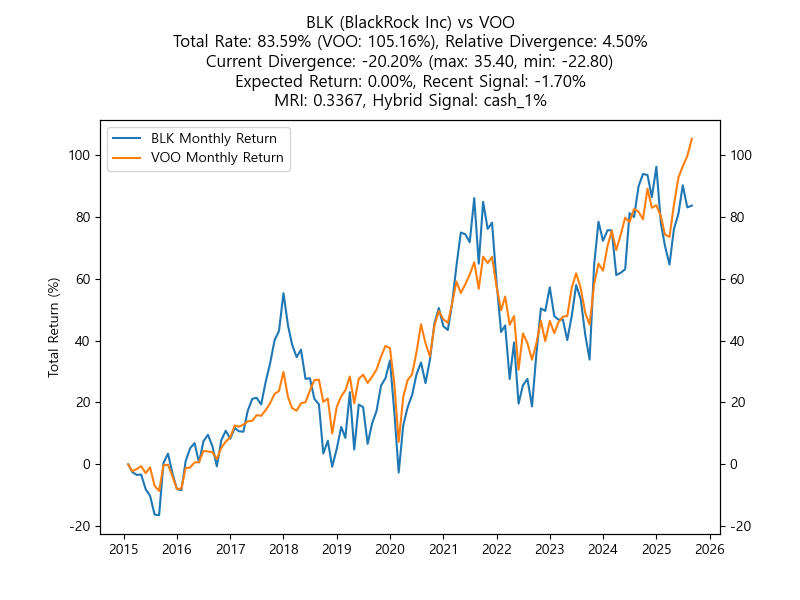 BLK (BlackRock Inc) vs VOO
Total Rate: 83.59% (VOO: 105.16%), Relative Divergence: 4.50%
Current Divergence: -20.20% (max: 35.40, min: -22.80)
Expected Return: 0.00%, Recent Signal: -1.70%
MRI: 0.3367, Hybrid Signal: cash_1%
BLK Monthly Return
VOO Monthly Return
100 100
80 80
60 60
40 40
20 20
0 0
-20 -20
Total Return (%)
2015 2016 2017 2018 2019 2020 2021 2022 2023 2024 2025 2026